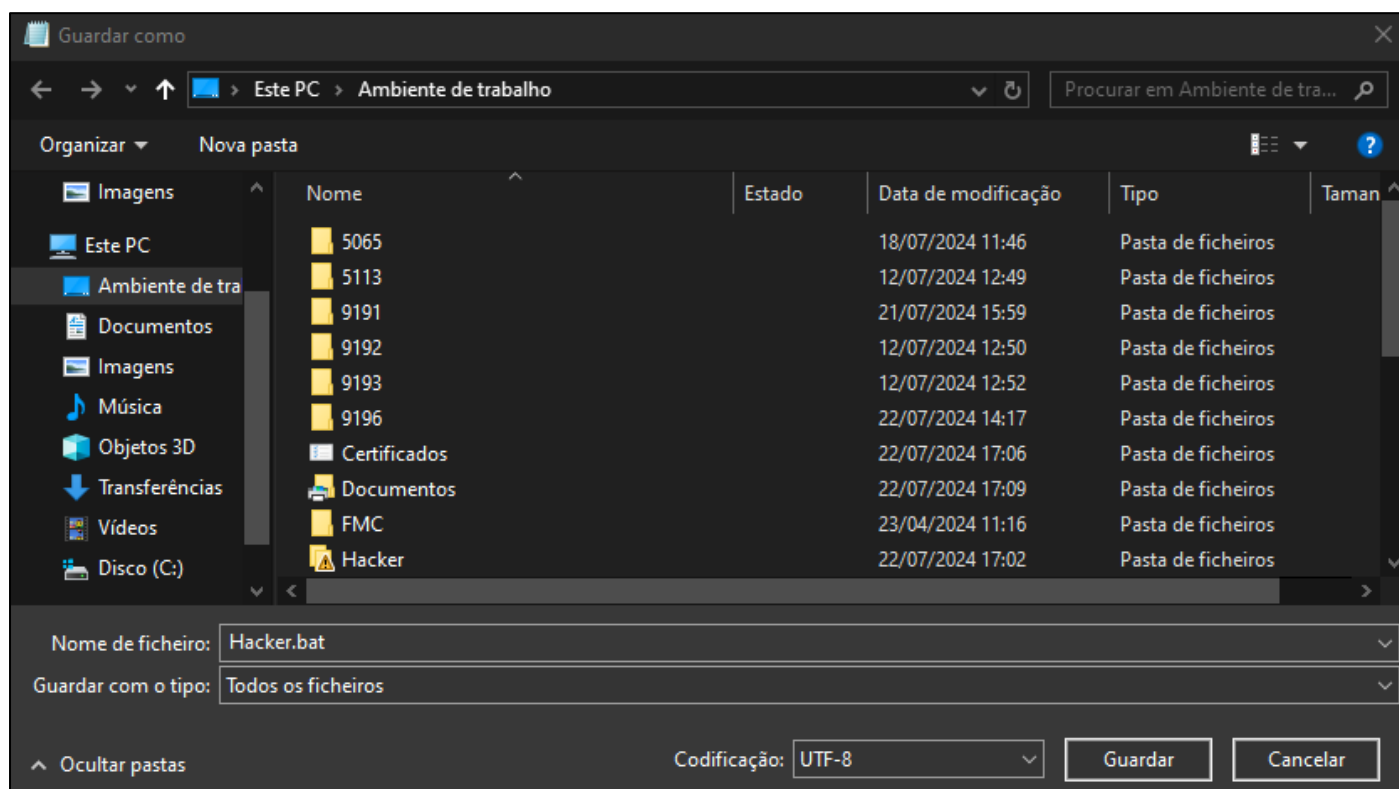 Guardar como
Este PC > Ambiente de trabalho
Procurar em Ambiente de tra...
Organizar
Nova pasta
?
Imagens
Este PC
Ambiente de tra
Documentos
Imagens
Música
Objetos 3D
Transferências
Vídeos
Disco (C:)
Nome Estado Data de modificação Tipo Taman
5065 18/07/2024 11:46 Pasta de ficheiros
5113 12/07/2024 12:49 Pasta de ficheiros
9191 21/07/2024 15:59 Pasta de ficheiros
9192 12/07/2024 12:50 Pasta de ficheiros
9193 12/07/2024 12:52 Pasta de ficheiros
9196 22/07/2024 14:17 Pasta de ficheiros
Certificados 22/07/2024 17:06 Pasta de ficheiros
Documentos 22/07/2024 17:09 Pasta de ficheiros
FMC 23/04/2024 11:16 Pasta de ficheiros
Hacker 22/07/2024 17:02 Pasta de ficheiros
Nome de ficheiro: Hacker.bat
Guardar com o tipo: Todos os ficheiros
Ocultar pastas
Codificação: UTF-8
Guardar
Cancelar